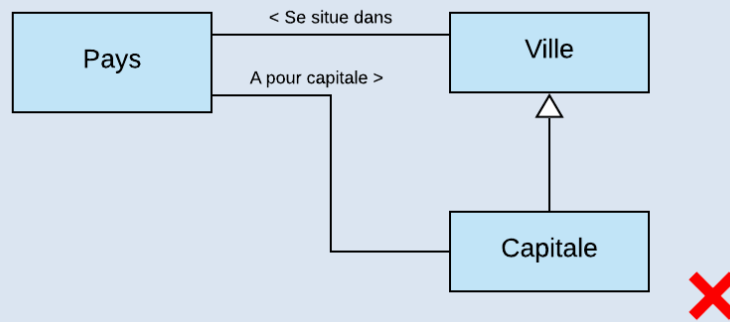 < Se situe dans
Pays
Ville
A pour capitale >
Capitale